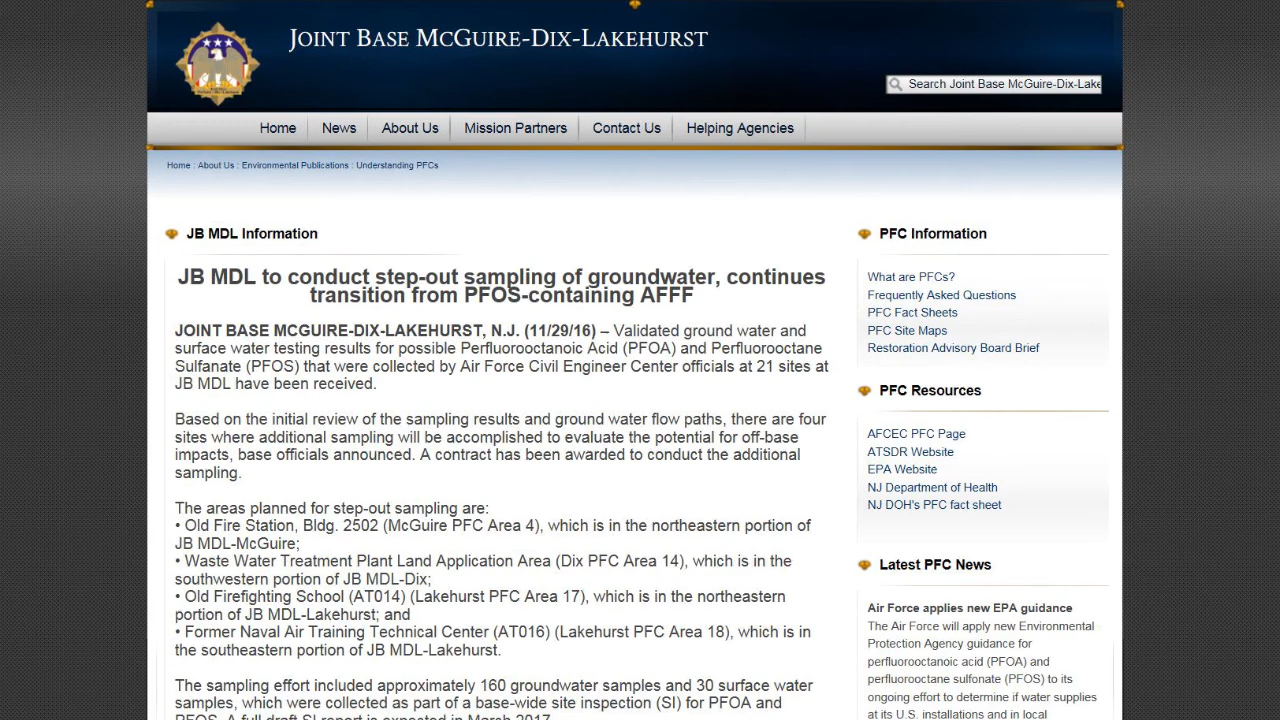 JOINT BASE MCGUIRE-DIX-LAKEHURST
Search Joint Base McGuire-Dix-Lake
Home News About Us Mission Partners Contact Us Helping Agencies
Home : About Us : Environmental Publications : Understanding PFCs
JB MDL Information
JB MDL to conduct step-out sampling of groundwater, continues
transition from PFOS-containing AFFF
JOINT BASE MCGUIRE-DIX-LAKEHURST, N.J. (11/29/16) – Validated ground water and
surface water testing results for possible Perfluorooctanoic Acid (PFOA) and Perfluorooctane
Sulfanate (PFOS) that were collected by Air Force Civil Engineer Center officials at 21 sites at
JB MDL have been received.
Based on the initial review of the sampling results and ground water flow paths, there are four
sites where additional sampling will be accomplished to evaluate the potential for off-base
impacts, base officials announced. A contract has been awarded to conduct the additional
sampling.
The areas planned for step-out sampling are:
• Old Fire Station, Bldg. 2502 (McGuire PFC Area 4), which is in the northeastern portion of
JB MDL-McGuire;
• Waste Water Treatment Plant Land Application Area (Dix PFC Area 14), which is in the
southwestern portion of JB MDL-Dix;
• Old Firefighting School (AT014) (Lakehurst PFC Area 17), which is in the northeastern
portion of JB MDL-Lakehurst; and
• Former Naval Air Training Technical Center (AT016) (Lakehurst PFC Area 18), which is in
the southeastern portion of JB MDL-Lakehurst.
The sampling effort included approximately 160 groundwater samples and 30 surface water
samples, which were collected as part of a base-wide site inspection (SI) for PFOA and
PFOS. A full draft SI report is expected in March 2017.
PFC Information
What are PFCs?
Frequently Asked Questions
PFC Fact Sheets
PFC Site Maps
Restoration Advisory Board Brief
PFC Resources
AFCEC PFC Page
ATSDR Website
EPA Website
NJ Department of Health
NJ DOH's PFC fact sheet
Latest PFC News
Air Force applies new EPA guidance
The Air Force will apply new Environmental
Protection Agency guidance for
perfluorooctanoic acid (PFOA) and
perfluorooctane sulfonate (PFOS) to its
ongoing effort to determine if water supplies
at its U.S. installations and in local